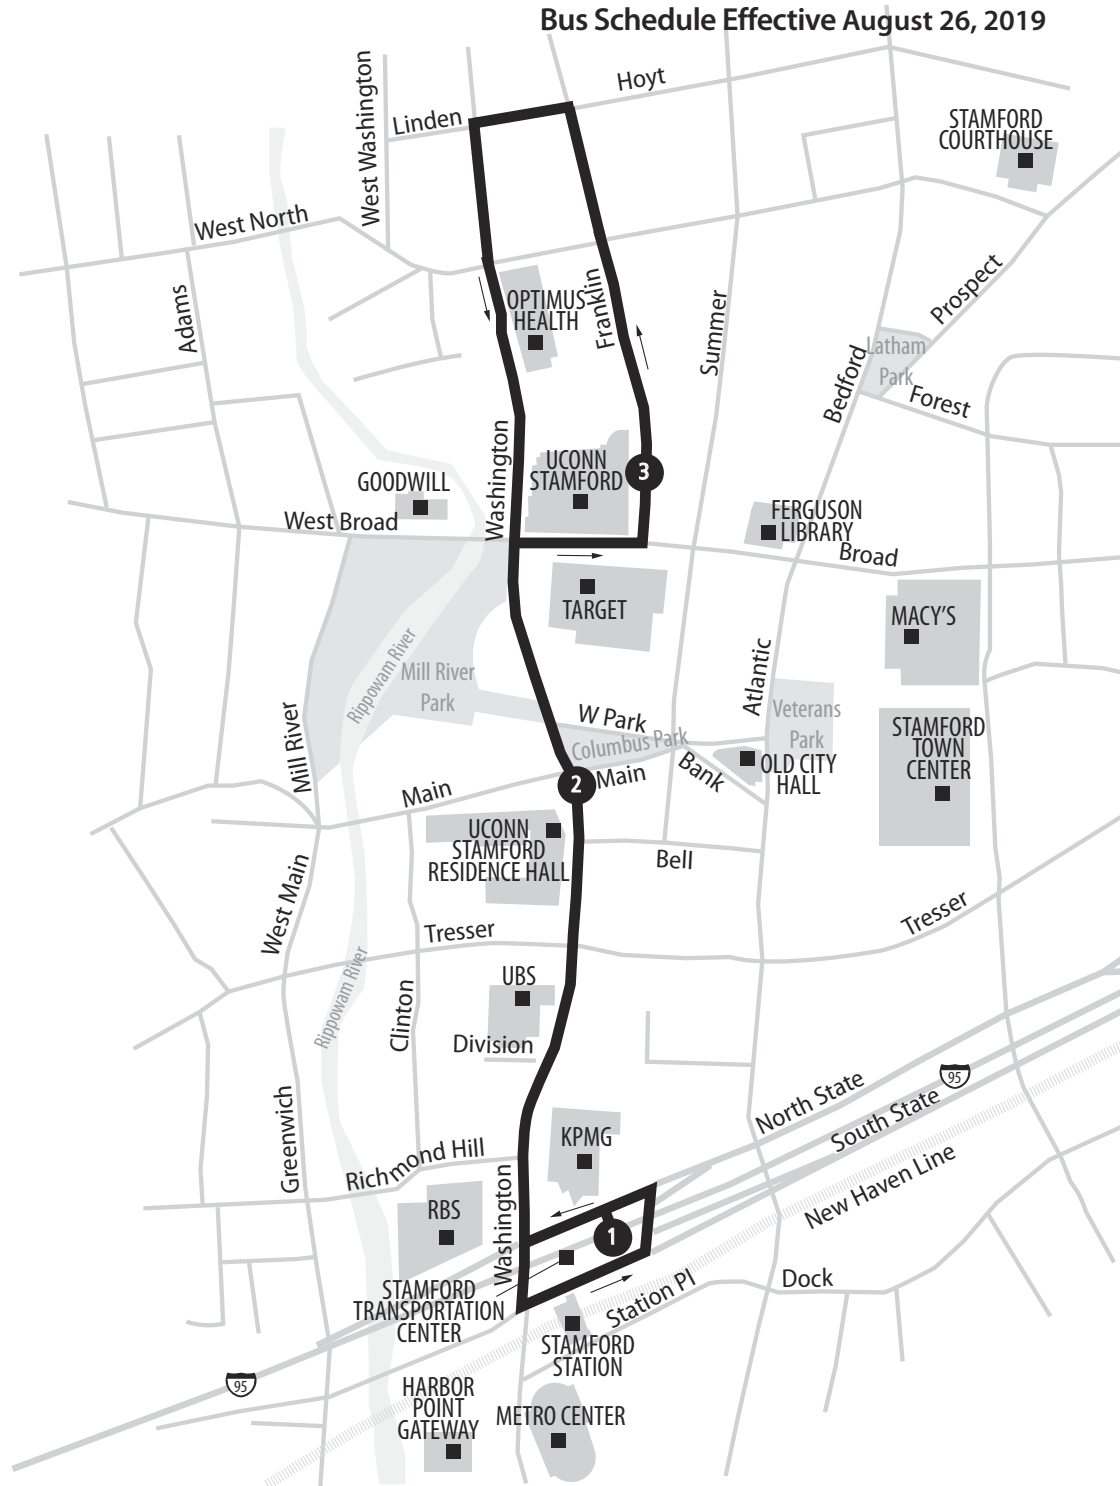 Bus Schedule Effective August 26, 2019
Hoyt
Linden
West Washington
STAMFORD
COURTHOUSE
West North
Adams
OPTIMUS
HEALTH
Franklin
Summer
Prospect
Bedford
Latham
Park
Forest
Washington
GOODWILL
UCONN
STAMFORD
3
West Broad
FERGUSON
LIBRARY
Broad
TARGET
MACY'S
Rippowam River
Mill River
Park
Atlantic
Veterans
Park
Mill River
W Park
Columbus Park
STAMFORD
TOWN
CENTER
OLD CITY
HALL
Bank
Main
2
Main
UCONN
STAMFORD
RESIDENCE HALL
Bell
West Main
Tresser
Tresser
Rippowam River
UBS
Clinton
Division
95
North State
South State
Greenwich
KPMG
Richmond Hill
New Haven Line
RBS
Washington
1
STAMFORD
TRANSPORTATION
CENTER
Station Pl
Dock
STAMFORD
STATION
95
HARBOR
POINT
GATEWAY
METRO CENTER